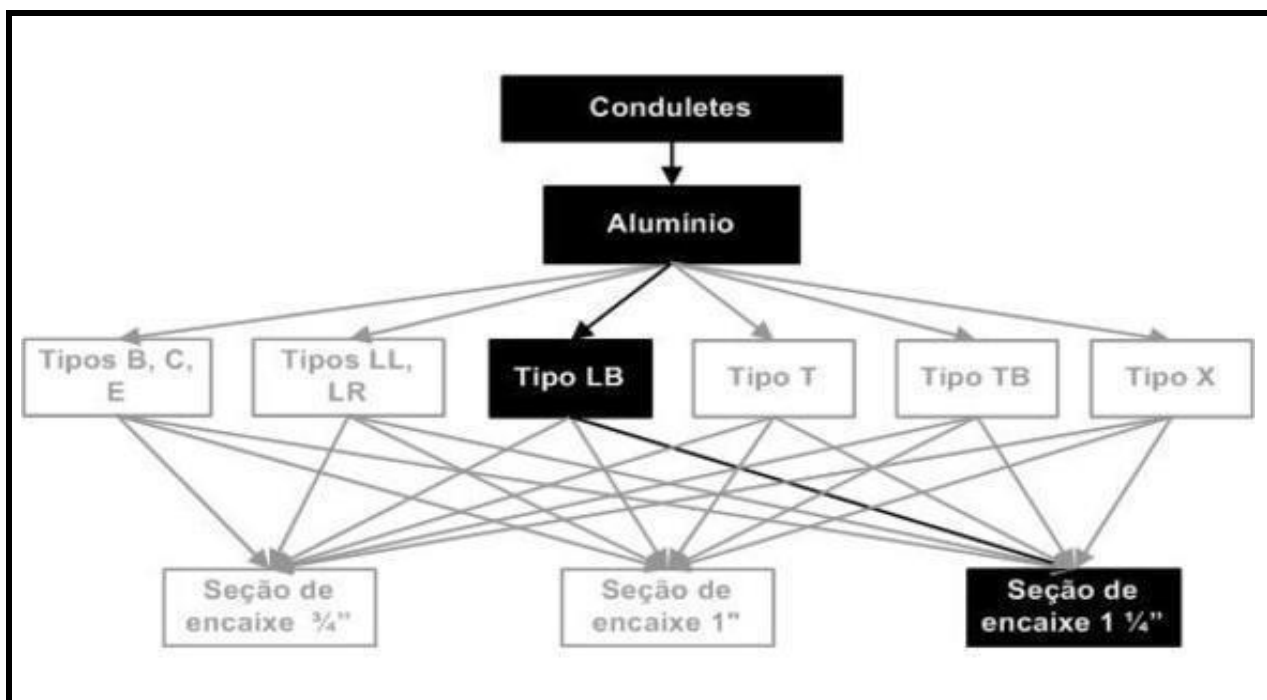 Conduletes
Alumínio
Tipos B, C,
E
Tipos LL,
LR
Tipo LB
Tipo T
Tipo TB
Tipo X
Seção de
encaixe ¾”
Seção de
encaixe 1"
Seção de
encaixe 1 ¼”